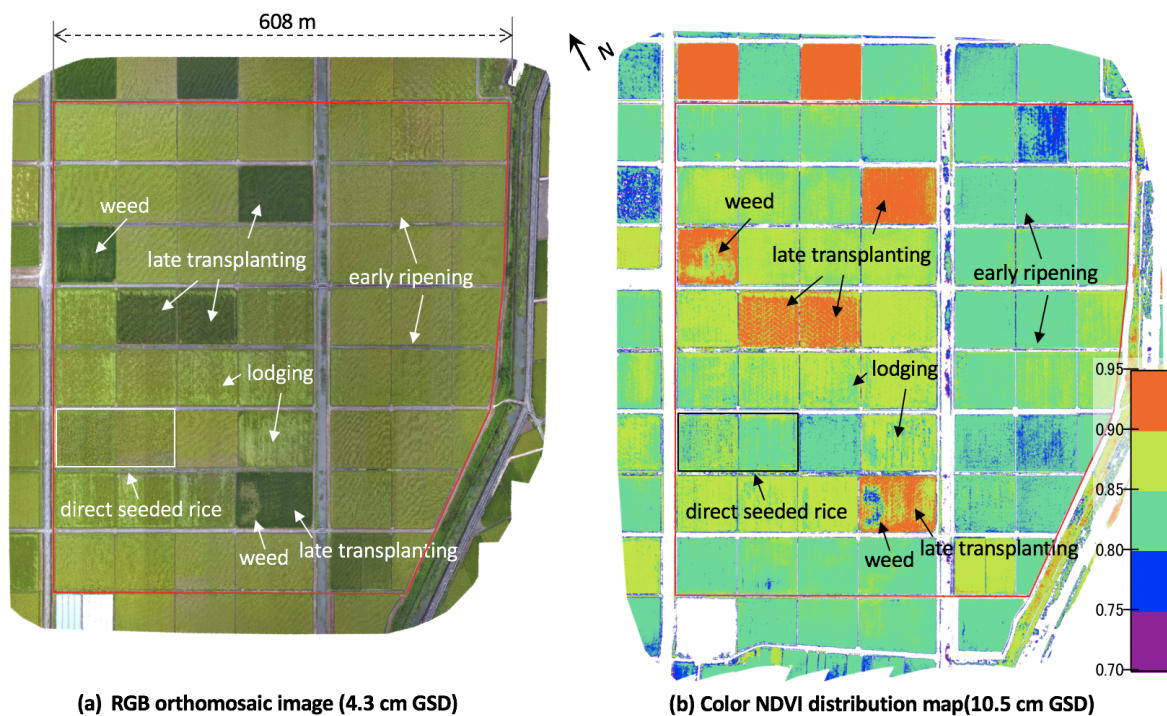 608 m
N
weed
late transplanting
early ripening
lodging
direct seeded rice
weed
late transplanting
weed
late transplanting
early ripening
lodging
direct seeded rice
weed
late transplanting
0.95
0.90
0.85
0.80
0.75
0.70
(a) RGB orthomosaic image (4.3 cm GSD)
(b) Color NDVI distribution map(10.5 cm GSD)